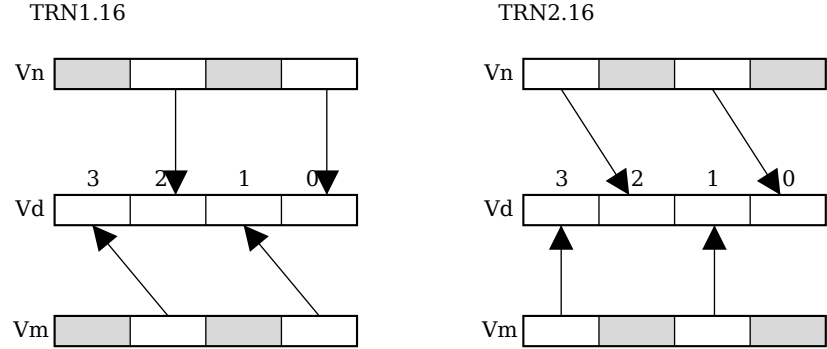 TRN1.16 TRN2.16
Vn Vn
3 2 1 0 3 2 1 0
Vd Vd
Vm Vm